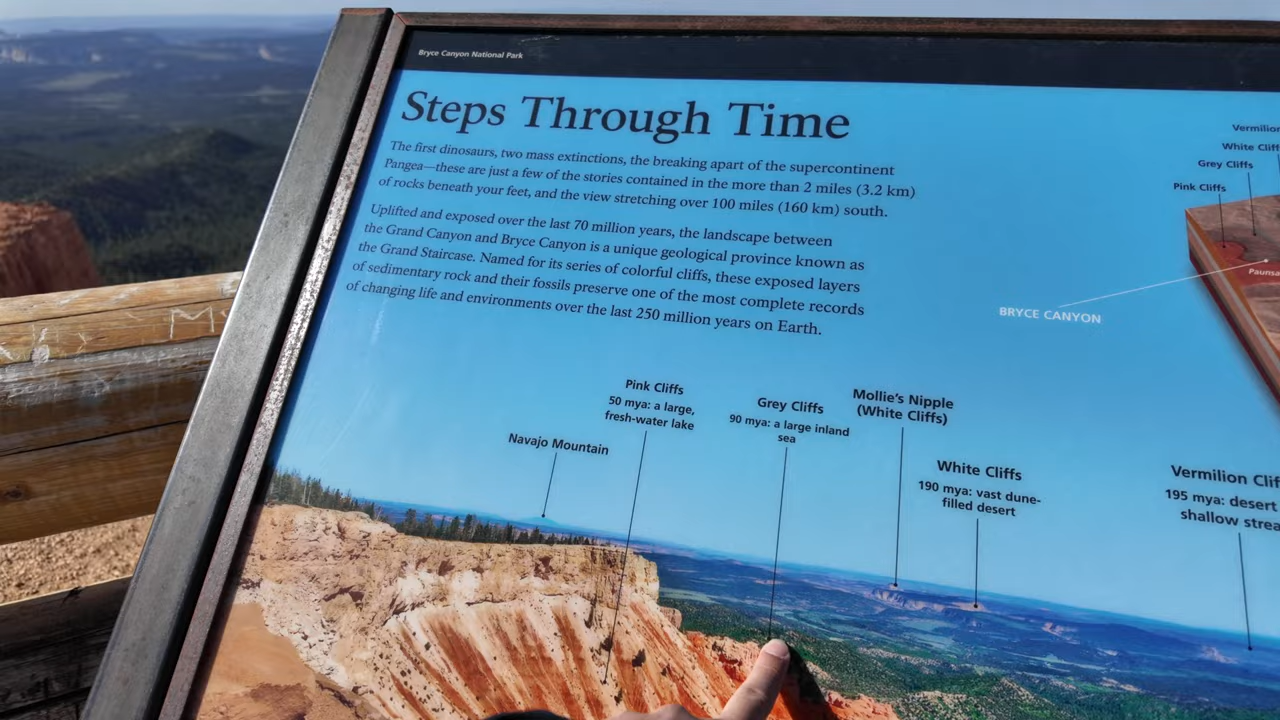 Bryce Canyon National Park
Steps Through Time
The first dinosaurs, two mass extinctions, the breaking apart of the supercontinent
Pangea—these are just a few of the stories contained in the more than 2 miles (3.2 km)
of rocks beneath your feet, and the view stretching over 100 miles (160 km) south.
Uplifted and exposed over the last 70 million years, the landscape between
the Grand Canyon and Bryce Canyon is a unique geological province known as
the Grand Staircase. Named for its series of colorful cliffs, these exposed layers
of sedimentary rock and their fossils preserve one of the most complete records
of changing life and environments over the last 250 million years on Earth.
Vermilion
White Cliff
Grey Cliffs
Pink Cliffs
Paunsa
BRYCE CANYON
Navajo Mountain
Pink Cliffs
50 mya: a large,
fresh-water lake
Grey Cliffs
90 mya: a large inland
sea
Mollie's Nipple
(White Cliffs)
White Cliffs
190 mya: vast dune-
filled desert
Vermilion Clif
195 mya: desert
shallow strea